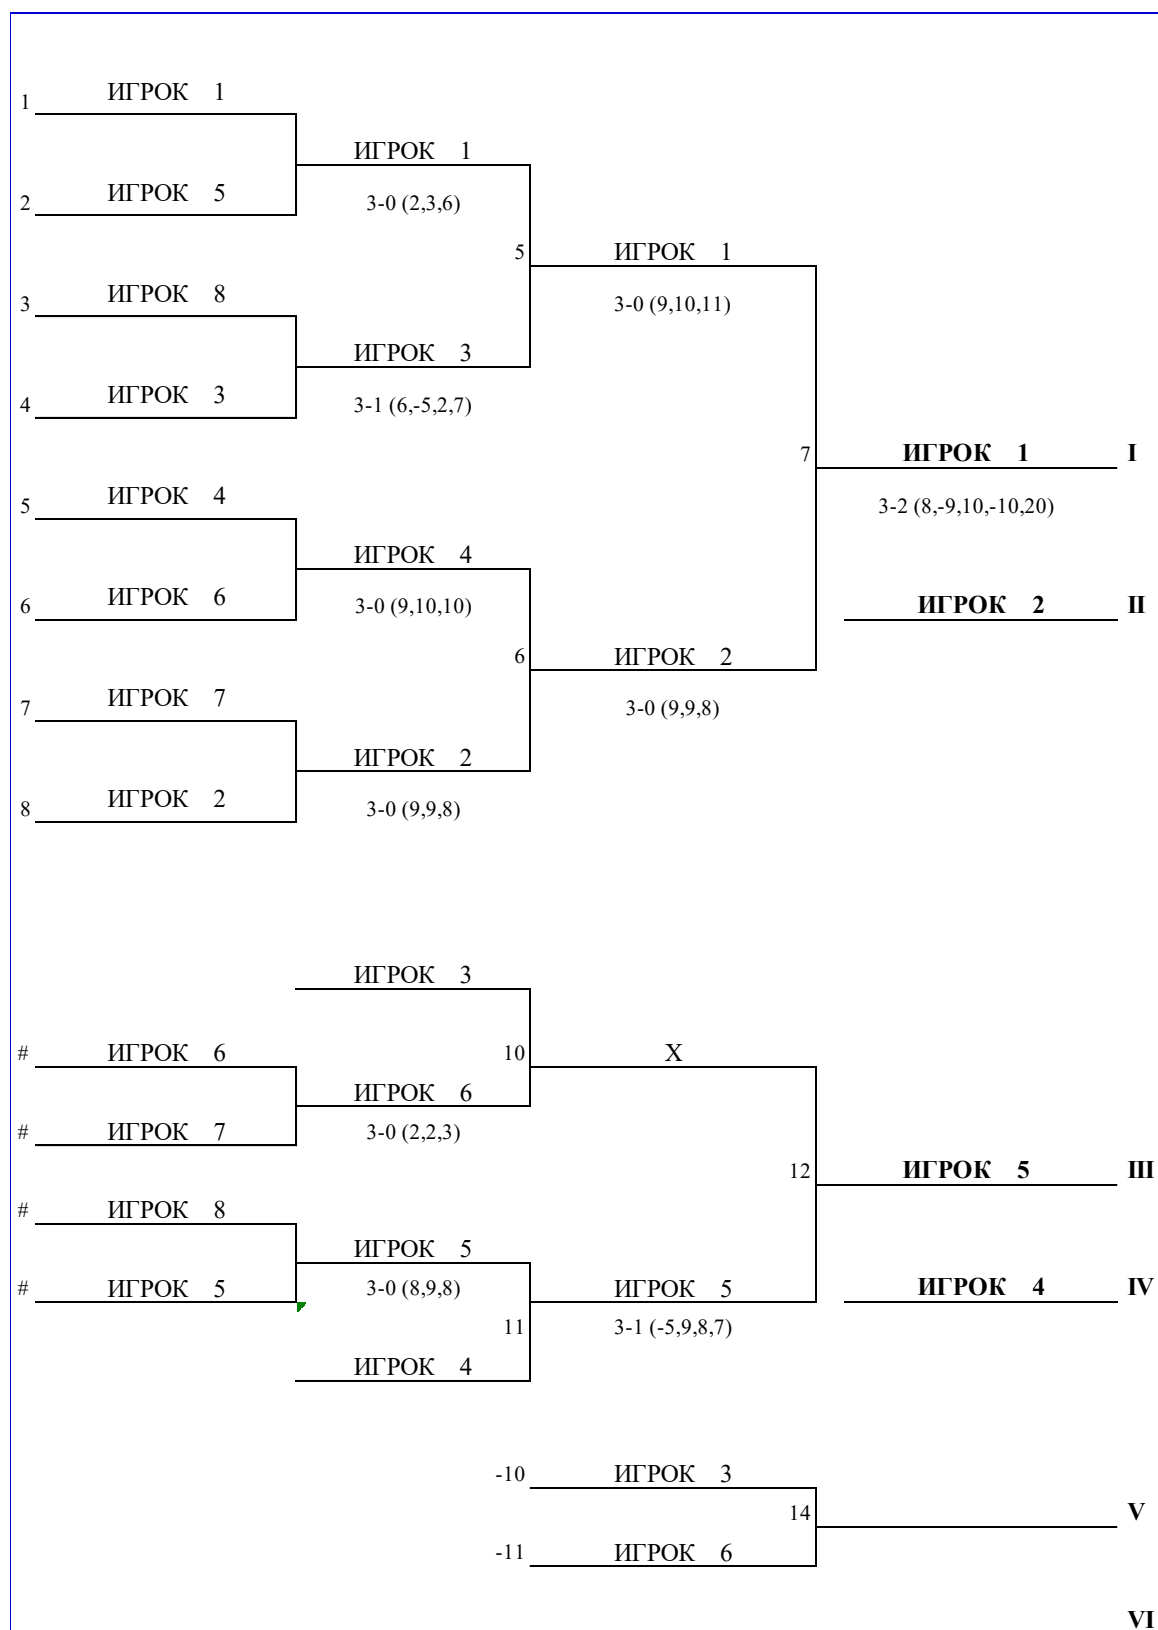 ИГРОК 1
1
ИГРОК 1
ИГРОК 5
2
3-0 (2,3,6)
5
ИГРОК 1
ИГРОК 8
3
3-0 (9,10,11)
ИГРОК 3
ИГРОК 3
4
3-1 (6,-5,2,7)
7
ИГРОК 1
I
ИГРОК 4
5
3-2 (8,-9,10,-10,20)
ИГРОК 4
ИГРОК 6
6
3-0 (9,10,10)
ИГРОК 2
II
6
ИГРОК 2
ИГРОК 7
7
3-0 (9,9,8)
ИГРОК 2
ИГРОК 2
8
3-0 (9,9,8)
ИГРОК 3
#
ИГРОК 6
10
X
ИГРОК 6
#
ИГРОК 7
3-0 (2,2,3)
12
ИГРОК 5
III
#
ИГРОК 8
ИГРОК 5
#
ИГРОК 5
3-0 (8,9,8)
ИГРОК 5
ИГРОК 4
IV
11
3-1 (-5,9,8,7)
ИГРОК 4
-10
ИГРОК 3
14
V
-11
ИГРОК 6
VI